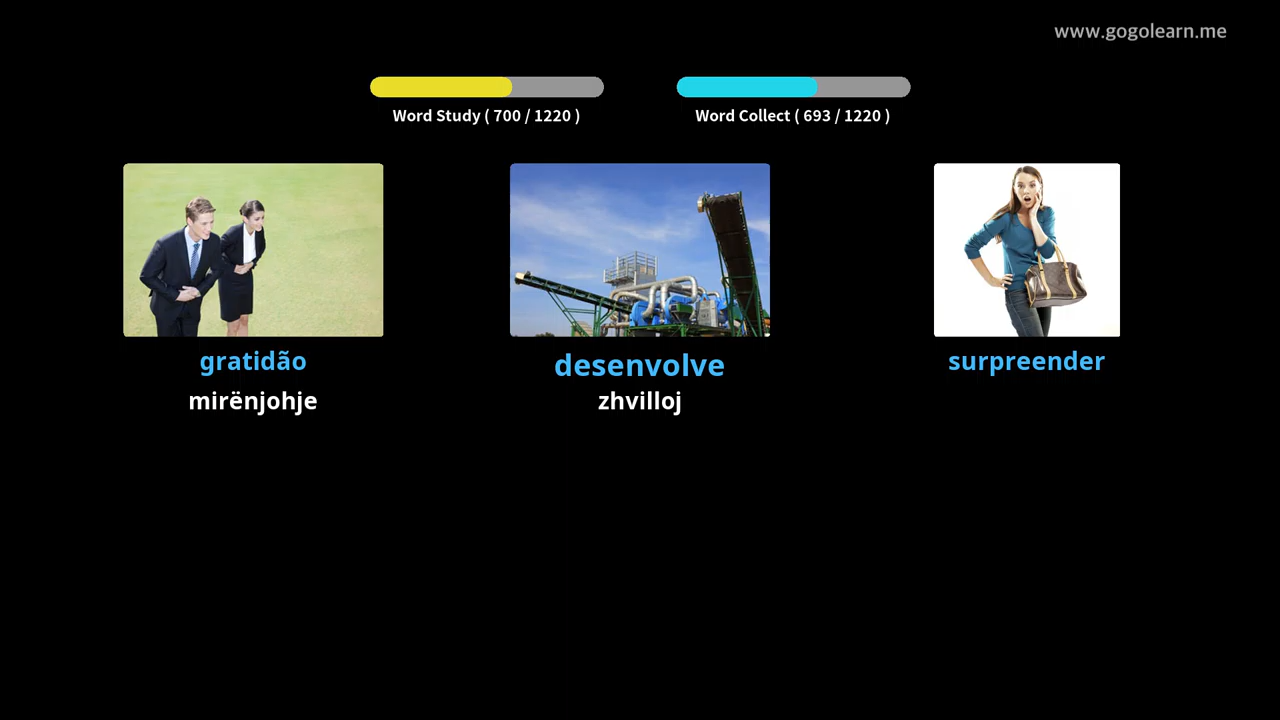 www.gogolearn.me
Word Study ( 700 / 1220 )
Word Collect ( 693 / 1220 )
gratidão
desenvolve
surpreender
mirënjohje
zhvilloj